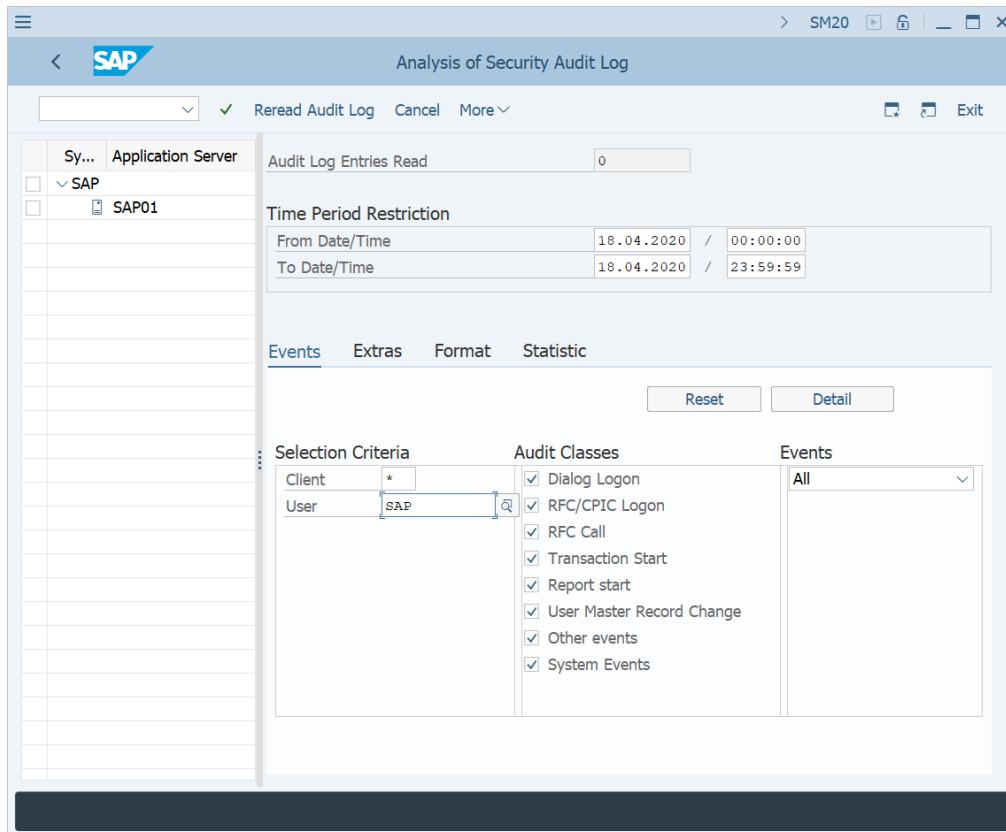 SM20
SAP Analysis of Security Audit Log
Reread Audit Log Cancel More Exit
Sy... Application Server
SAP
SAP01
Audit Log Entries Read 0
Time Period Restriction
From Date/Time 18.04.2020 / 00:00:00
To Date/Time 18.04.2020 / 23:59:59
Events Extras Format Statistic
Reset Detail
Selection Criteria Audit Classes Events
Client * Dialog Logon All
User SAP RFC/CPIC Logon
RFC Call
Transaction Start
Report start
User Master Record Change
Other events
System Events